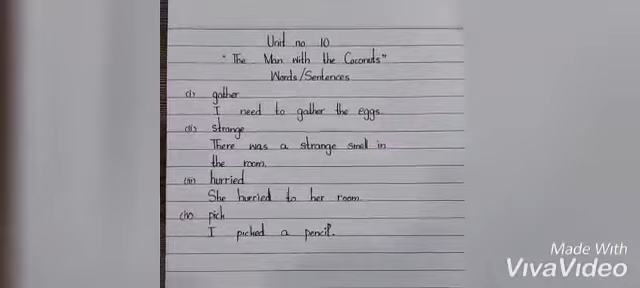 Unit no 10
"The Man with the Coconuts"
Words/Sentences
(i) gather
I need to gather the eggs.
(ii) strange
There was a strange smell in
the room.
(iii) hurried
She hurried to her room.
(iv) pick
I picked a pencil.
Made With
VivaVideo